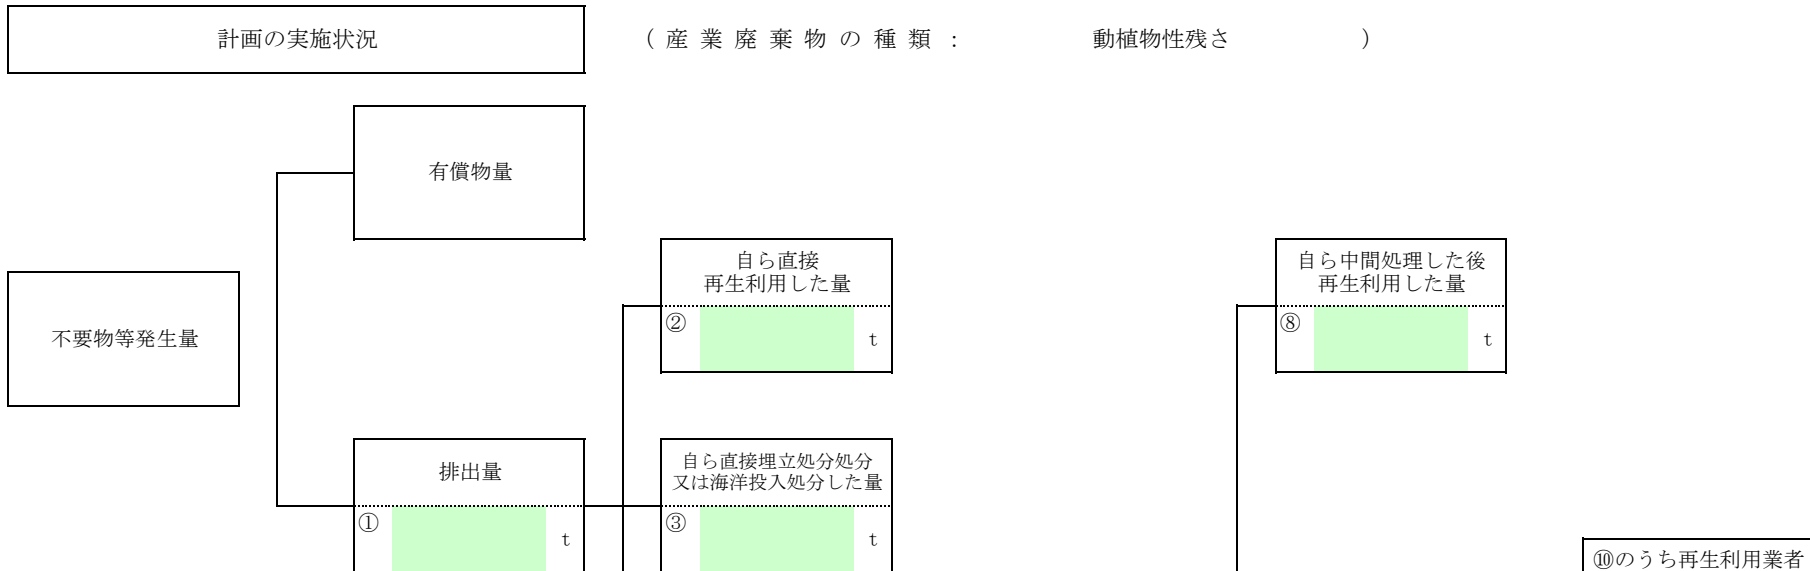 計画の実施状況 (産業廃棄物の種類: 動植物性残さ )
有償物量
自ら直接
再生利用した量
② t
自ら中間処理した後
再生利用した量
⑧ t
不要物等発生量
排出量
① t
自ら直接埋立処分処分
又は海洋投入処分した量
③ t
⑩のうち再生利用業者